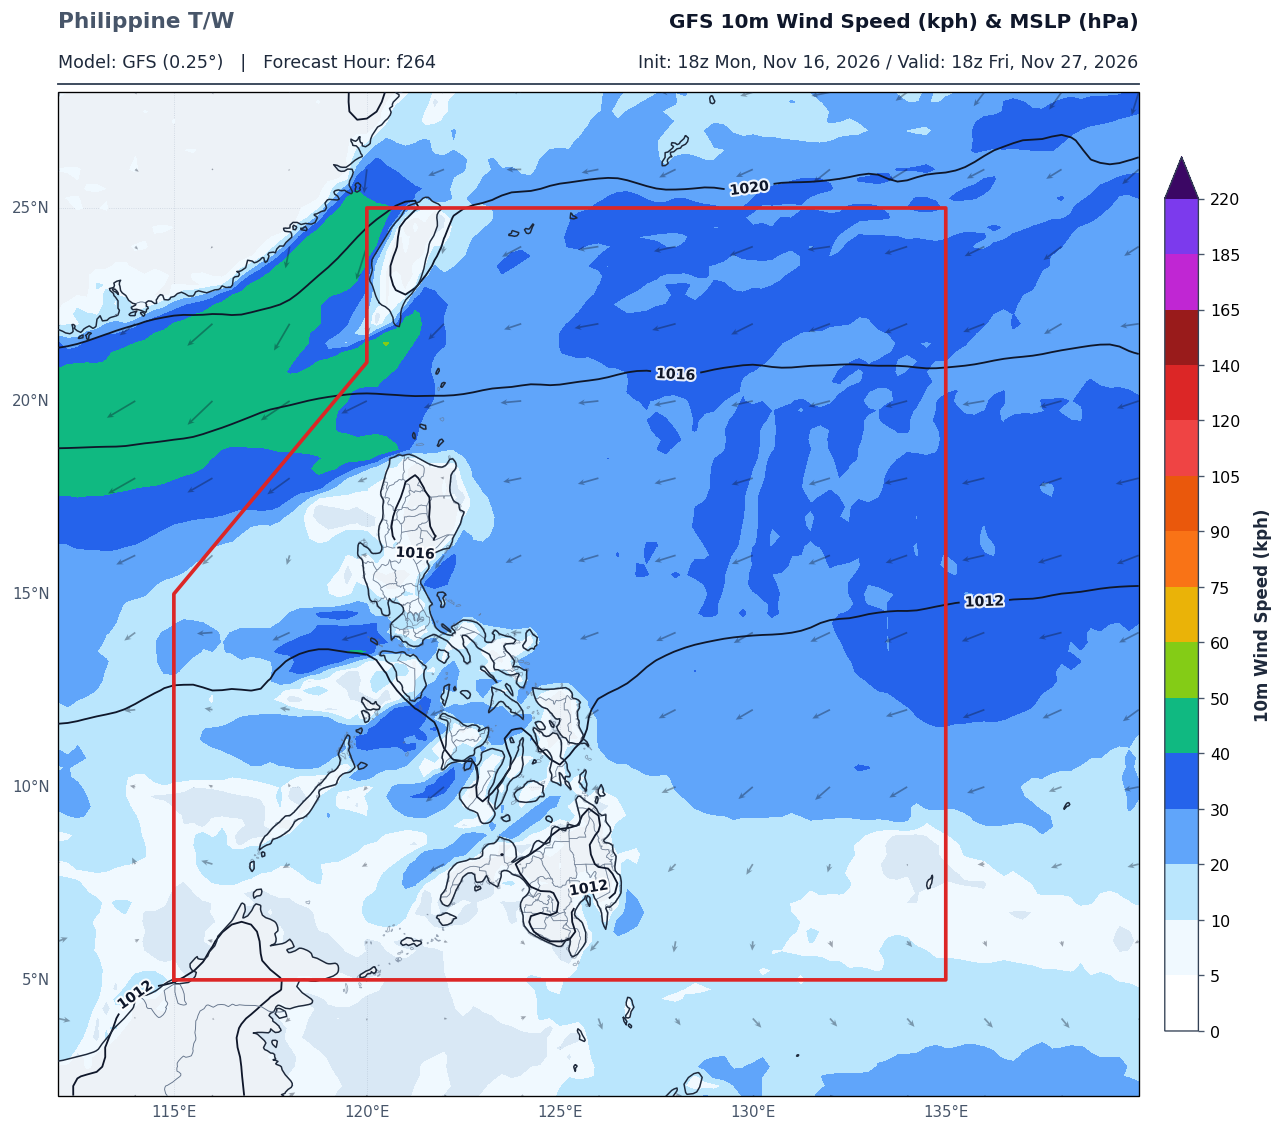 Philippine T/W
GFS 10m Wind Speed (kph) & MSLP (hPa)
Model: GFS (0.25°) | Forecast Hour: f264
Init: 18z Mon, Nov 16, 2026 / Valid: 18z Fri, Nov 27, 2026
25°N
20°N
15°N
10°N
5°N
115°E
120°E
125°E
130°E
135°E
1020
1016
1016
1012
1012
1012
220
185
165
140
120
105
90
75
60
50
40
30
20
10
5
0
10m Wind Speed (kph)